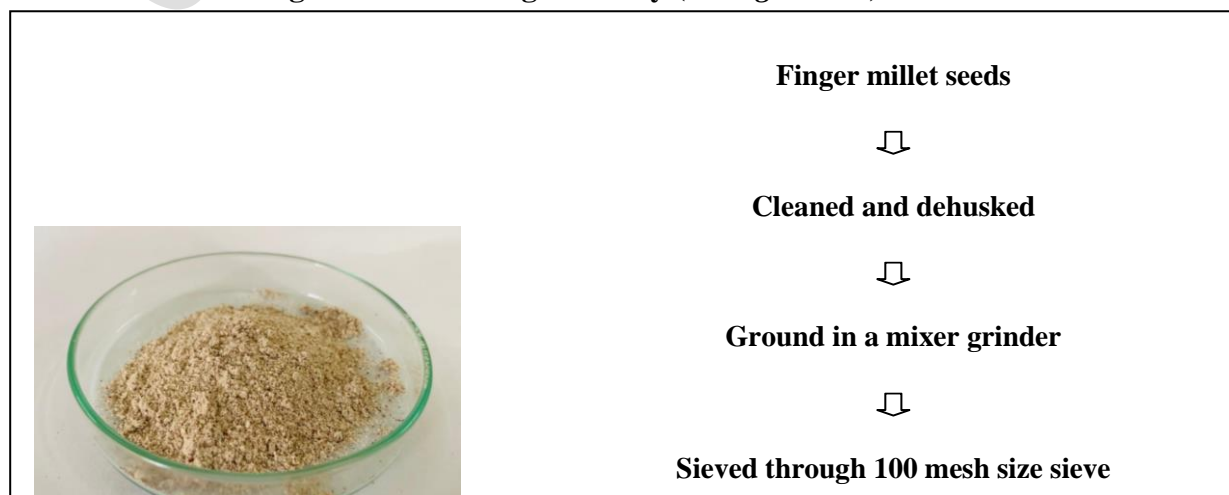 Finger millet seeds
Cleaned and dehusked
Ground in a mixer grinder
Sieved through 100 mesh size sieve